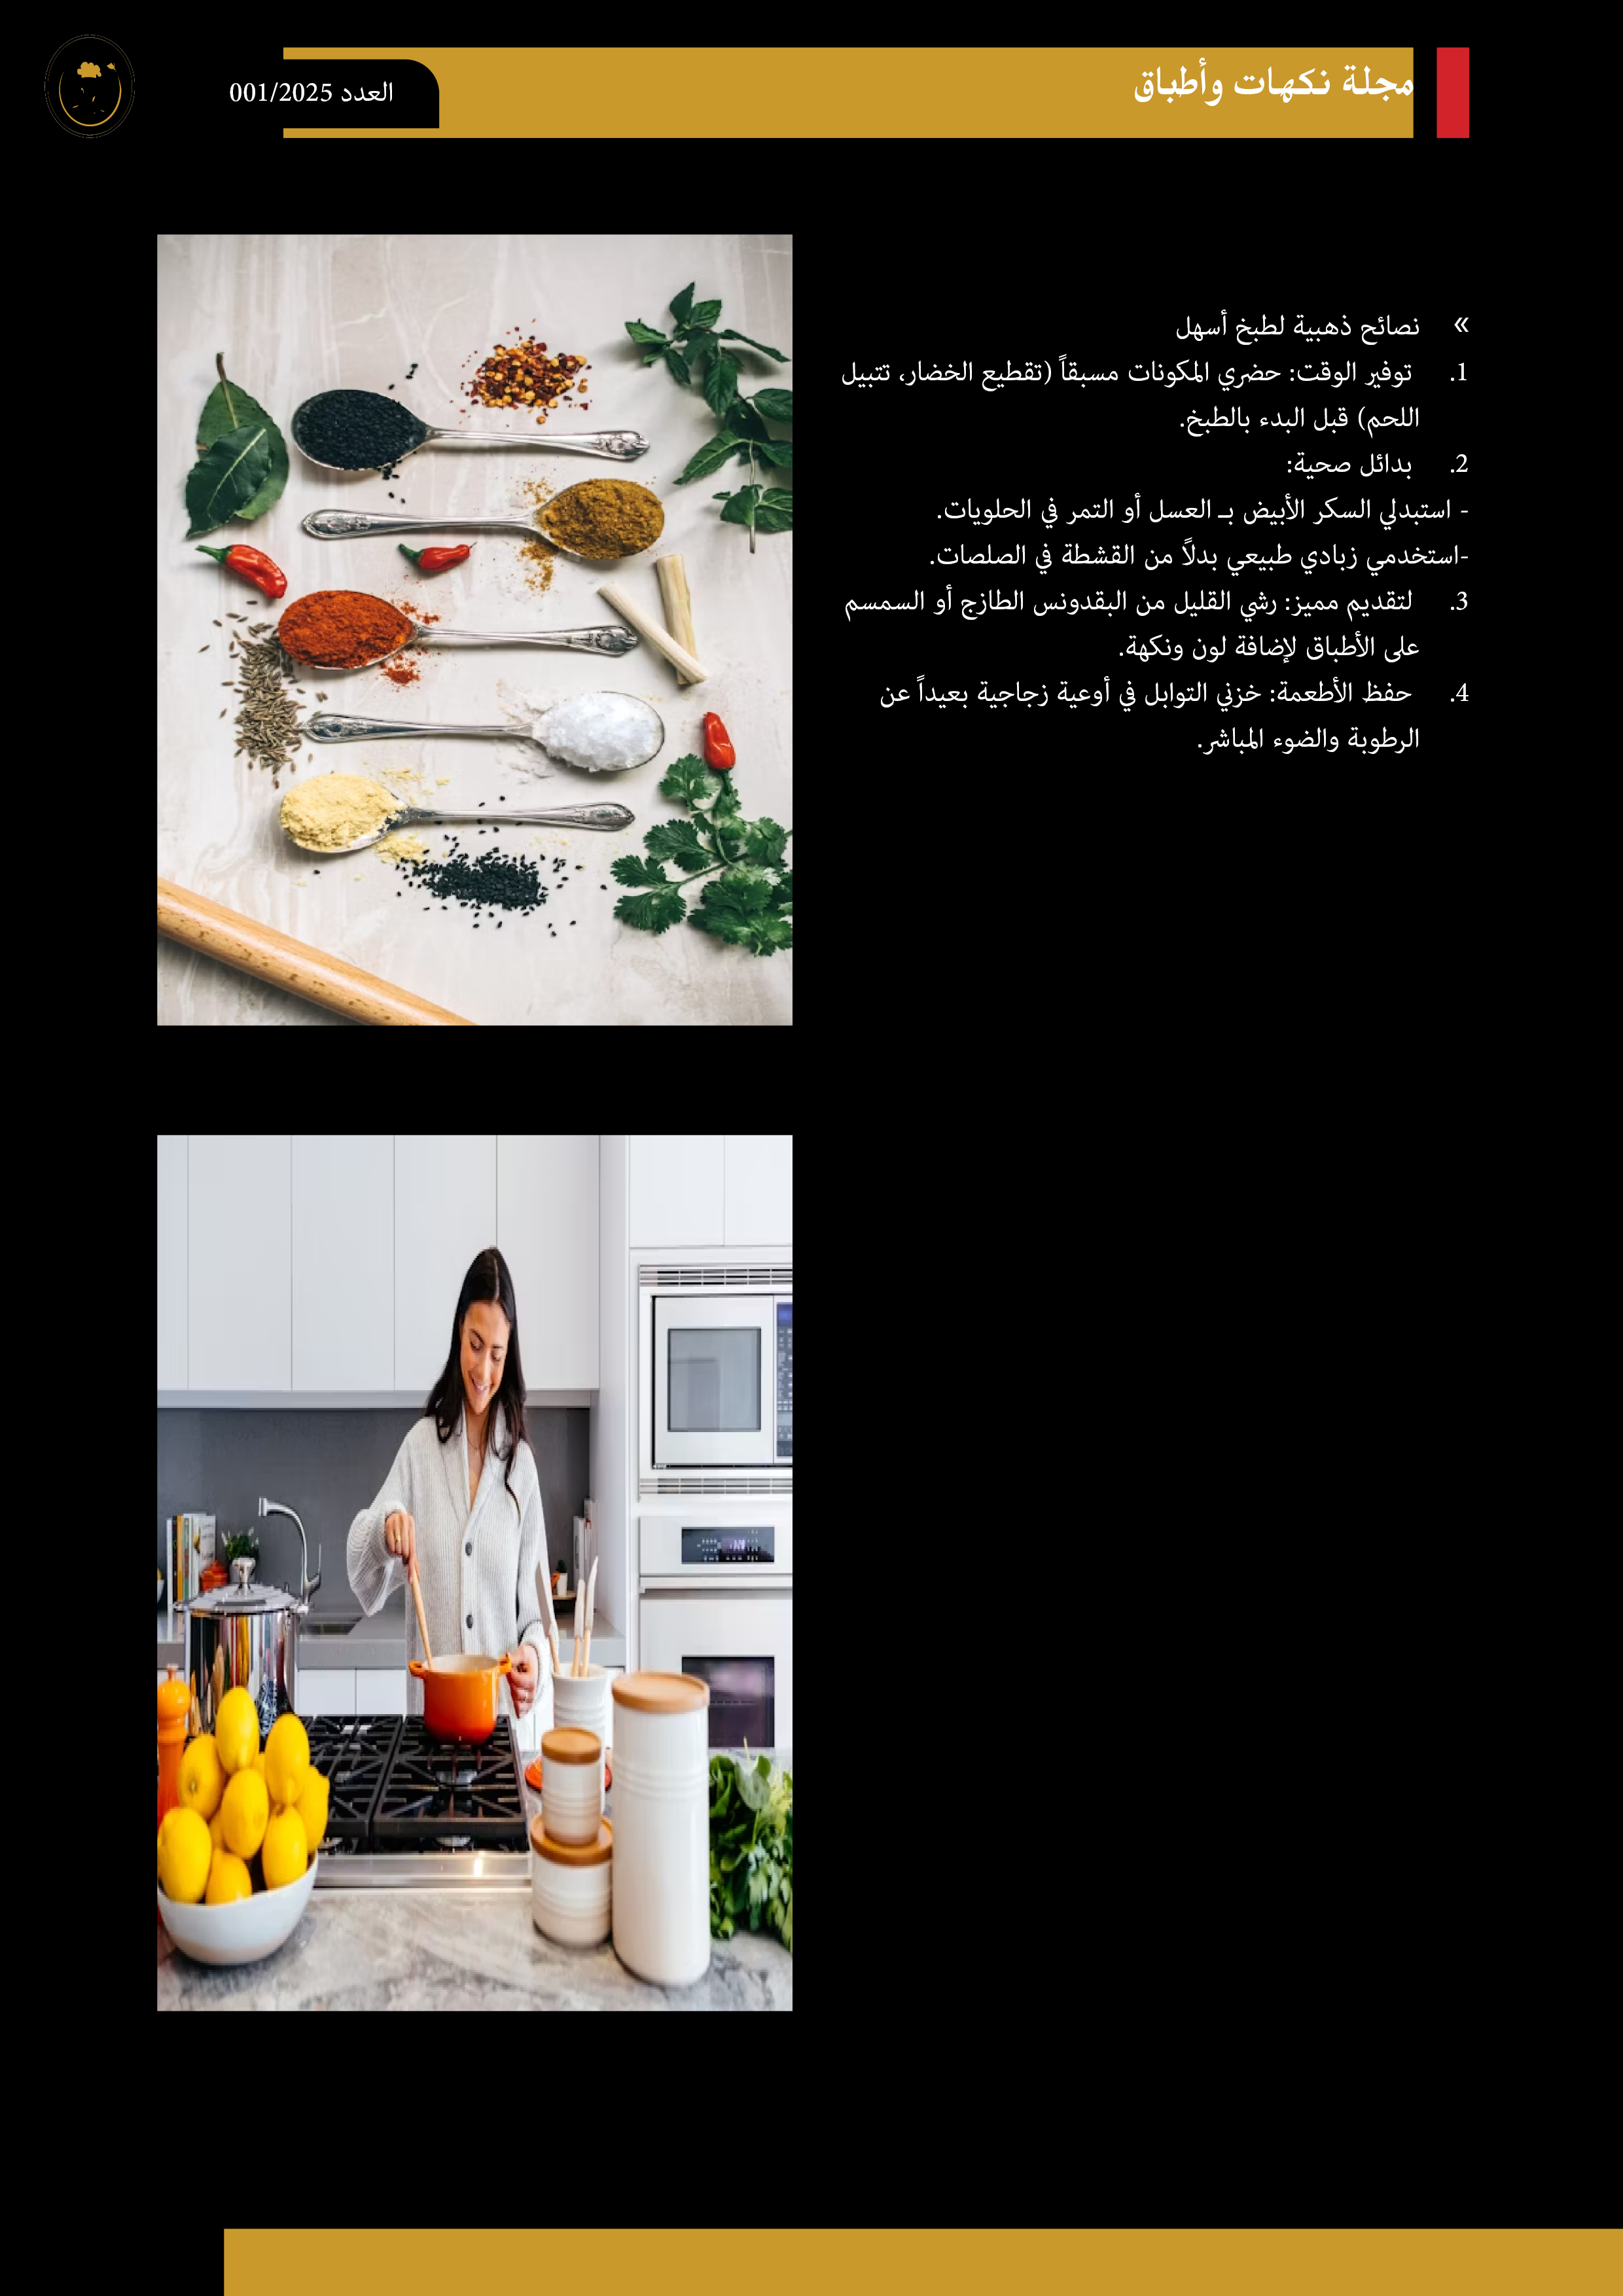 مجلة نكهات وأطباق
العدد 001/2025
» نصائح ذهبية لطبخ أسهل
1. توفير الوقت: حضري المكونات مسبقاً (تقطيع الخضار، تتبيل
اللحم) قبل البدء بالطبخ.
2. بدائل صحية:
- استبدلي السكر الأبيض بـ العسل أو التمر في الحلويات.
-استخدمي زبادي طبيعي بدلاً من القشطة في الصلصات.
3. لتقديم مميز: رشي القليل من البقدونس الطازج أو السمسم
على الأطباق لإضافة لون ونكهة.
4. حفظ الأطعمة: خزني التوابل في أوعية زجاجية بعيداً عن
الرطوبة والضوء المباشر.